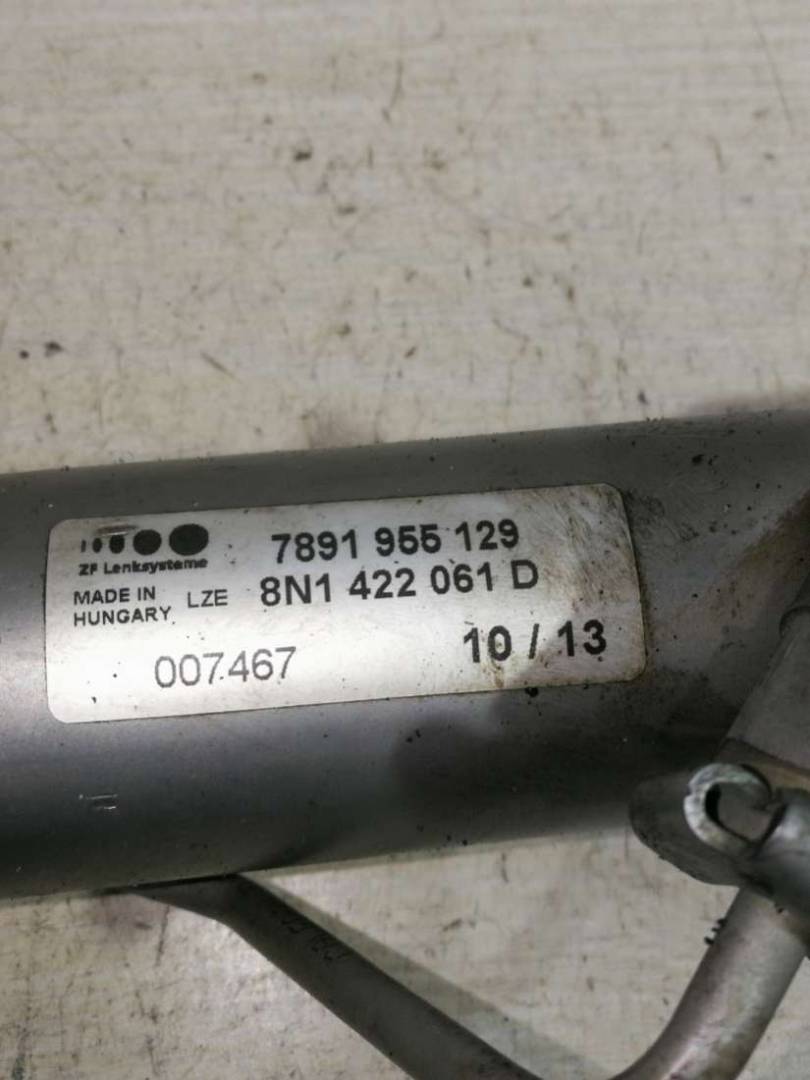 7891 955 129
ZF Lenksysteme
MADE IN HUNGARY LZE 8N1 422 061 D
007467 10 / 13